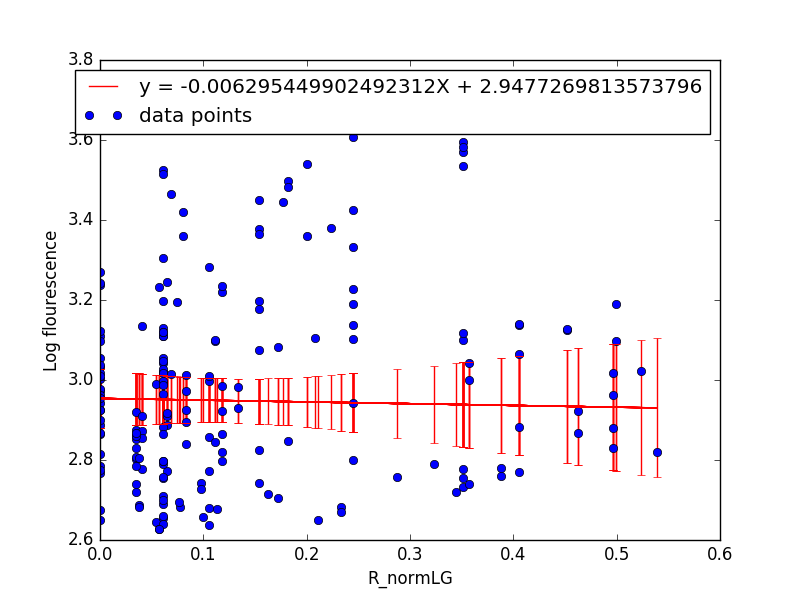 3.8
y = -0.006295449902492312X + 2.9477269813573796
data points
3.6
3.4
3.2
3.0
2.8
2.6
Log flourescence
0.0 0.1 0.2 0.3 0.4 0.5 0.6
R_normLG